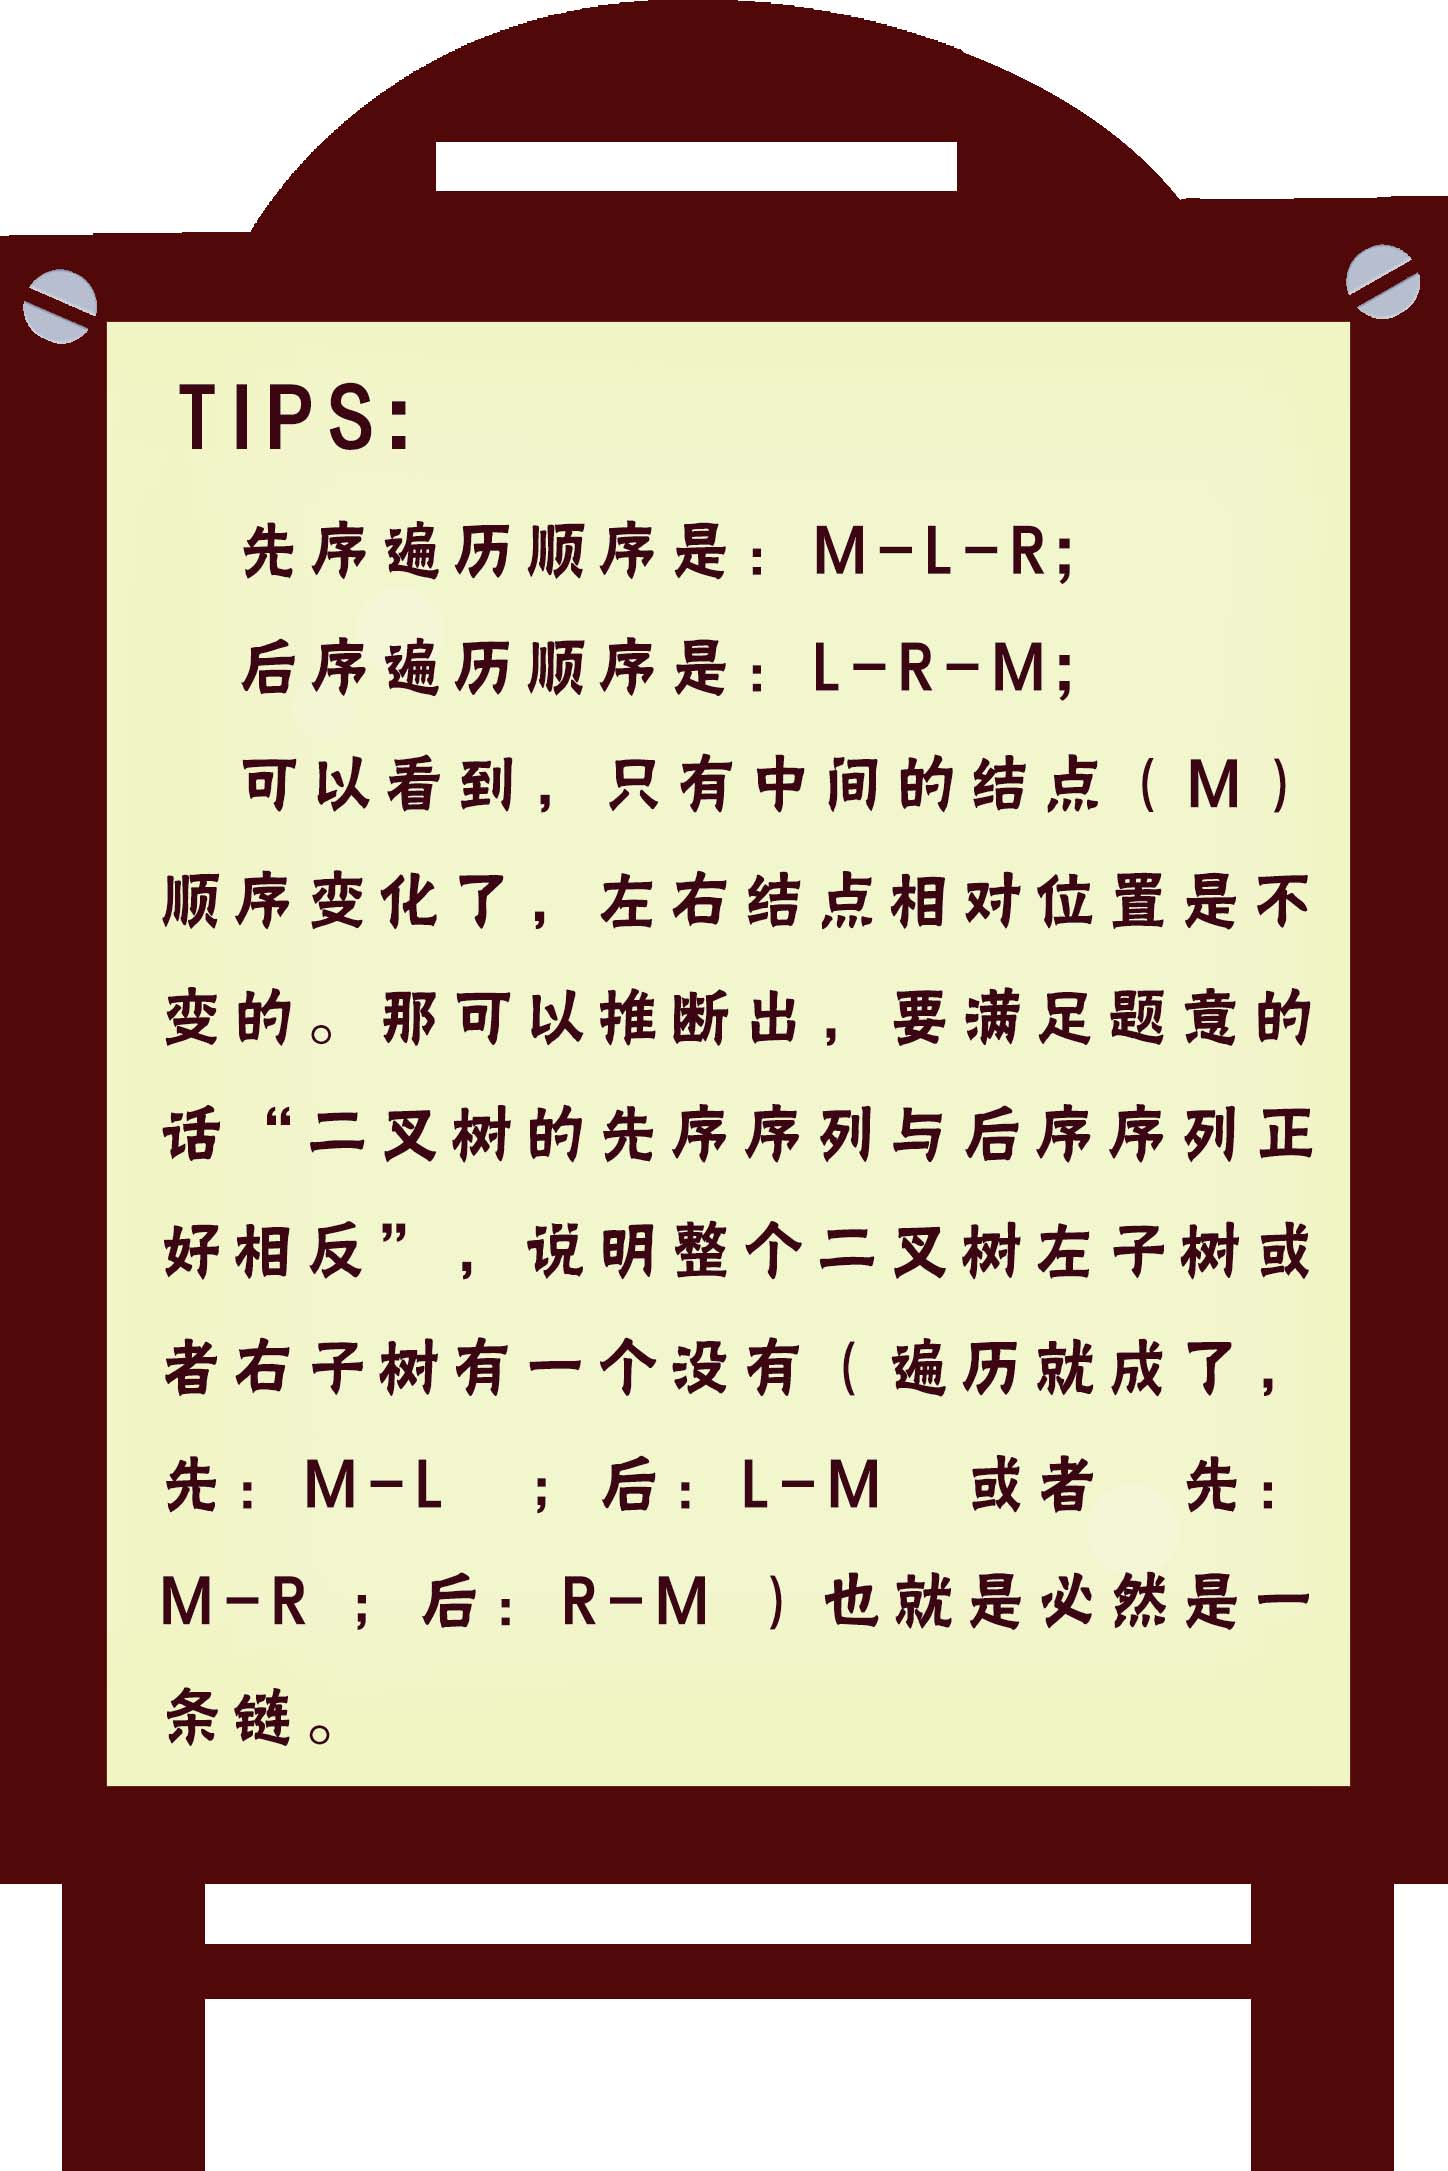 TIPS:
先序遍历顺序是：M-L-R;
后序遍历顺序是：L-R-M;
可以看到，只有中间的结点（M）
顺序变化了，左右结点相对位置是不
变的。那可以推断出，要满足题意的
话“二叉树的先序序列与后序序列正
好相反”，说明整个二叉树左子树或
者右子树有一个没有（遍历就成了，
先：M-L ；后：L-M 或者 先：
M-R ；后：R-M ）也就是必然是一
条链。